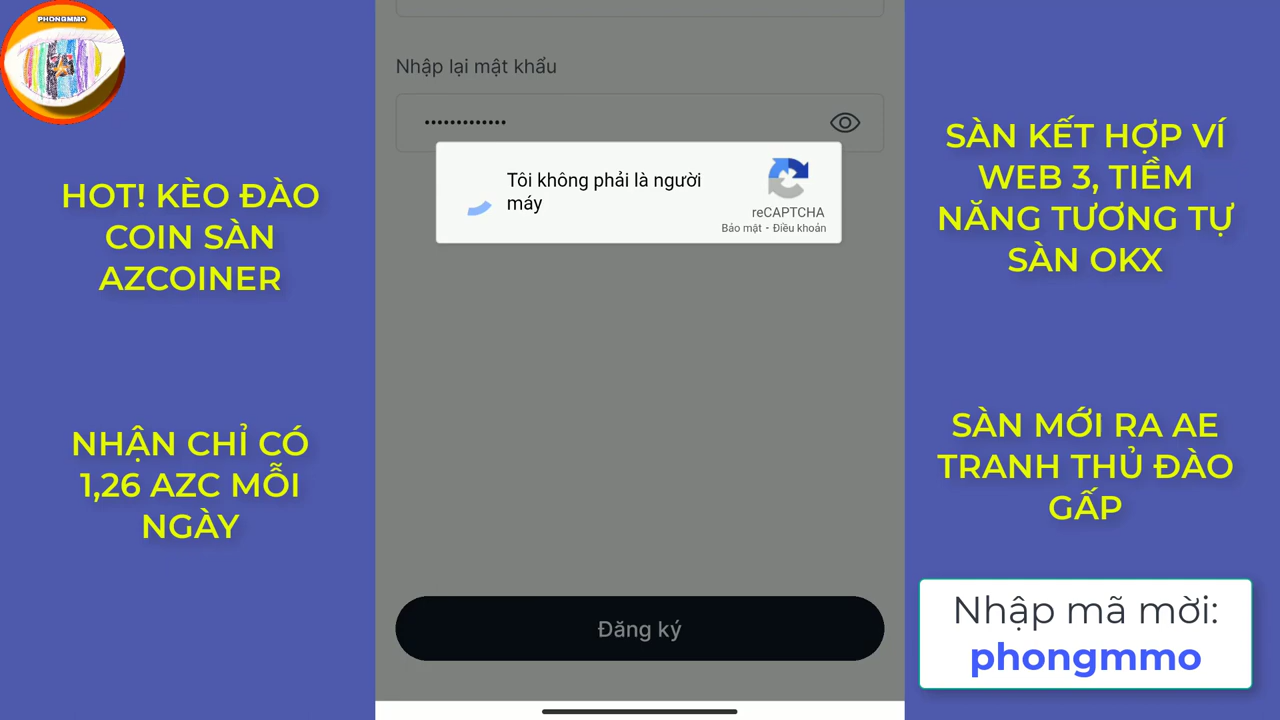 PHONGMMO
HOT! KÈO ĐÀO
COIN SÀN
AZCOINER
NHẬN CHỈ CÓ
1,26 AZC MỖI
NGÀY
Nhập lại mật khẩu
•••••••••••••
Tôi không phải là người
máy
reCAPTCHA
Bảo mật - Điều khoản
Đăng ký
SÀN KẾT HỢP VÍ
WEB 3, TIỀM
NĂNG TƯƠNG TỰ
SÀN OKX
SÀN MỚI RA AE
TRANH THỦ ĐÀO
GẤP
Nhập mã mời:
phongmmo